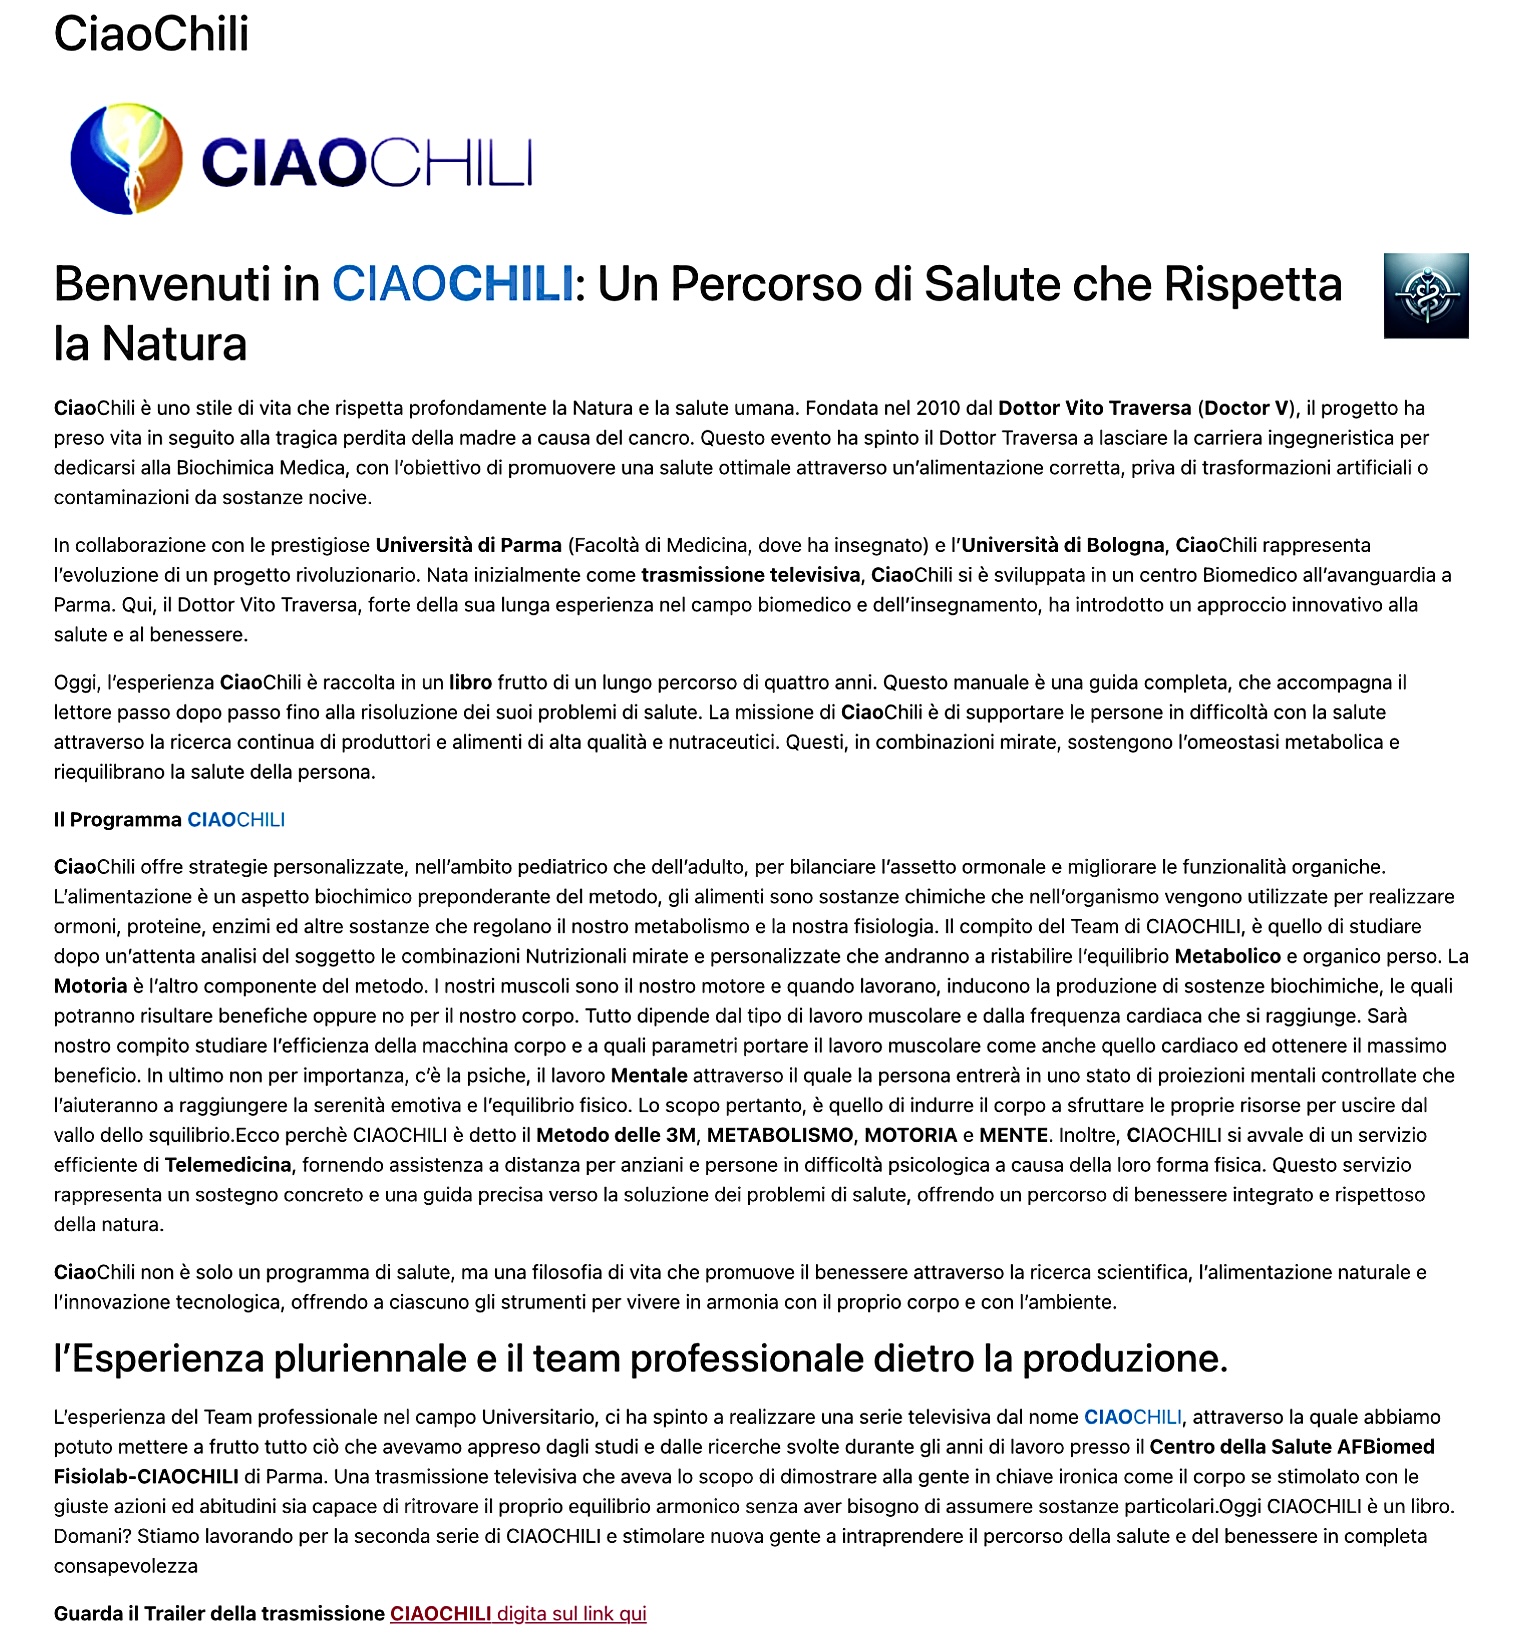 CiaoChili
CIAOCHILI
Benvenuti in CIAOCHILI: Un Percorso di Salute che Rispetta
la Natura
CiaoChili è uno stile di vita che rispetta profondamente la Natura e la salute umana. Fondata nel 2010 dal Dottor Vito Traversa (Doctor V), il progetto ha
preso vita in seguito alla tragica perdita della madre a causa del cancro. Questo evento ha spinto il Dottor Traversa a lasciare la carriera ingegneristica per
dedicarsi alla Biochimica Medica, con l’obiettivo di promuovere una salute ottimale attraverso un’alimentazione corretta, priva di trasformazioni artificiali o
contaminazioni da sostanze nocive.
In collaborazione con le prestigiose Università di Parma (Facoltà di Medicina, dove ha insegnato) e l’Università di Bologna, CiaoChili rappresenta
l’evoluzione di un progetto rivoluzionario. Nata inizialmente come trasmissione televisiva, CiaoChili si è sviluppata in un centro Biomedico all’avanguardia a
Parma. Qui, il Dottor Vito Traversa, forte della sua lunga esperienza nel campo biomedico e dell’insegnamento, ha introdotto un approccio innovativo alla
salute e al benessere.
Oggi, l’esperienza CiaoChili è raccolta in un libro frutto di un lungo percorso di quattro anni. Questo manuale è una guida completa, che accompagna il
lettore passo dopo passo fino alla risoluzione dei suoi problemi di salute. La missione di CiaoChili è di supportare le persone in difficoltà con la salute
attraverso la ricerca continua di produttori e alimenti di alta qualità e nutraceutici. Questi, in combinazioni mirate, sostengono l’omeostasi metabolica e
riequilibrano la salute della persona.
Il Programma CIAOCHILI
CiaoChili offre strategie personalizzate, nell’ambito pediatrico che dell’adulto, per bilanciare l’assetto ormonale e migliorare le funzionalità organiche.
L’alimentazione è un aspetto biochimico preponderante del metodo, gli alimenti sono sostanze chimiche che nell’organismo vengono utilizzate per realizzare
ormoni, proteine, enzimi ed altre sostanze che regolano il nostro metabolismo e la nostra fisiologia. Il compito del Team di CIAOCHILI, è quello di studiare
dopo un’attenta analisi del soggetto le combinazioni Nutrizionali mirate e personalizzate che andranno a ristabilire l’equilibrio Metabolico e organico perso. La
Motoria è l’altro componente del metodo. I nostri muscoli sono il nostro motore e quando lavorano, inducono la produzione di sostenze biochimiche, le quali
potranno risultare benefiche oppure no per il nostro corpo. Tutto dipende dal tipo di lavoro muscolare e dalla frequenza cardiaca che si raggiunge. Sarà
nostro compito studiare l’efficienza della macchina corpo e a quali parametri portare il lavoro muscolare come anche quello cardiaco ed ottenere il massimo
beneficio. In ultimo non per importanza, c’è la psiche, il lavoro Mentale attraverso il quale la persona entrerà in uno stato di proiezioni mentali controllate che
l’aiuteranno a raggiungere la serenità emotiva e l’equilibrio fisico. Lo scopo pertanto, è quello di indurre il corpo a sfruttare le proprie risorse per uscire dal
vallo dello squilibrio.Ecco perchè CIAOCHILI è detto il Metodo delle 3M, METABOLISMO, MOTORIA e MENTE. Inoltre, CIAOCHILI si avvale di un servizio
efficiente di Telemedicina, fornendo assistenza a distanza per anziani e persone in difficoltà psicologica a causa della loro forma fisica. Questo servizio
rappresenta un sostegno concreto e una guida precisa verso la soluzione dei problemi di salute, offrendo un percorso di benessere integrato e rispettoso
della natura.
CiaoChili non è solo un programma di salute, ma una filosofia di vita che promuove il benessere attraverso la ricerca scientifica, l’alimentazione naturale e
l’innovazione tecnologica, offrendo a ciascuno gli strumenti per vivere in armonia con il proprio corpo e con l’ambiente.
l’Esperienza pluriennale e il team professionale dietro la produzione.
L’esperienza del Team professionale nel campo Universitario, ci ha spinto a realizzare una serie televisiva dal nome CIAOCHILI, attraverso la quale abbiamo
potuto mettere a frutto tutto ciò che avevamo appreso dagli studi e dalle ricerche svolte durante gli anni di lavoro presso il Centro della Salute AFBiomed
Fisiolab-CIAOCHILI di Parma. Una trasmissione televisiva che aveva lo scopo di dimostrare alla gente in chiave ironica come il corpo se stimolato con le
giuste azioni ed abitudini sia capace di ritrovare il proprio equilibrio armonico senza aver bisogno di assumere sostanze particolari.Oggi CIAOCHILI è un libro.
Domani? Stiamo lavorando per la seconda serie di CIAOCHILI e stimolare nuova gente a intraprendere il percorso della salute e del benessere in completa
consapevolezza
Guarda il Trailer della trasmissione CIAOCHILI digita sul link qui